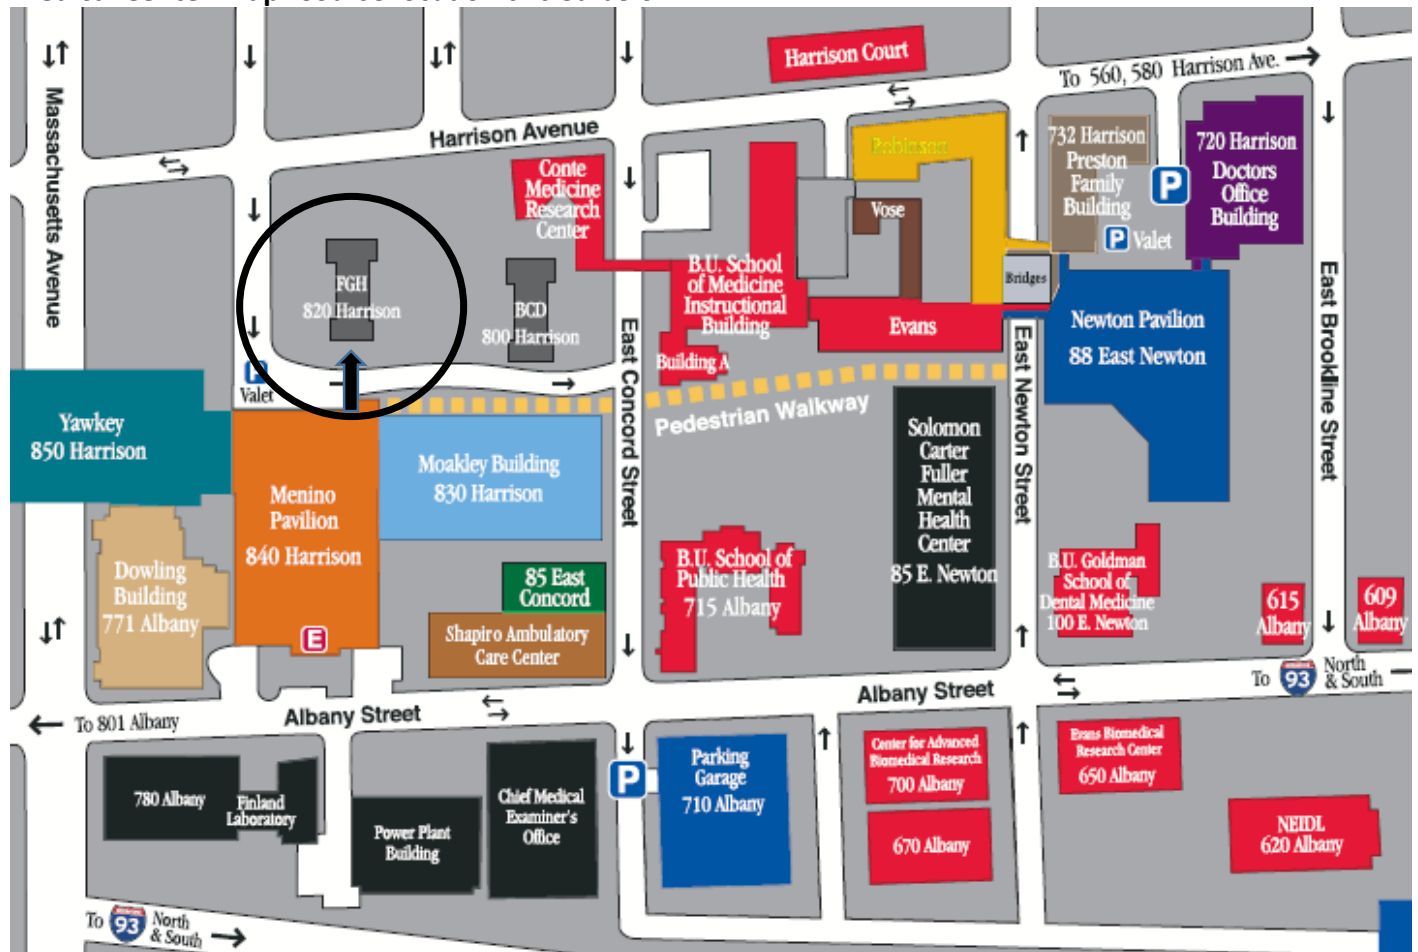 Harrison Court
To 560, 580 Harrison Ave.
Massachusetts Avenue
Harrison Avenue
Conte
Medicine
Research
Center
Robinson
732 Harrison
Preston
Family
Building
P
P Valet
720 Harrison
Doctors
Office
Building
Vose
FGH
820 Harrison
BCD
800 Harrison
B.U. School
of Medicine
Instructional
Building
Building A
Evans
Bridges
Newton Pavilion
88 East Newton
East Concord Street
East Newton Street
East Brookline Street
P
Valet
Pedestrian Walkway
Yawkey
850 Harrison
Menino
Pavilion
840 Harrison
E
Moakley Building
830 Harrison
Solomon
Carter
Fuller
Mental
Health
Center
85 E. Newton
Dowling
Building
771 Albany
85 East
Concord
Shapiro Ambulatory
Care Center
B.U. School of
Public Health
715 Albany
B.U. Goldman
School of
Dental Medicine
100 E. Newton
615
Albany
609
Albany
To 93 North
& South
Albany Street
Albany Street
To 801 Albany
780 Albany
Finland
Laboratory
Power Plant
Building
Chief Medical
Examiner's
Office
P
Parking
Garage
710 Albany
Center for Advanced
Biomedical Research
700 Albany
670 Albany
Evans Biomedical
Research Center
650 Albany
NEIDL
620 Albany
To 93 North
& South